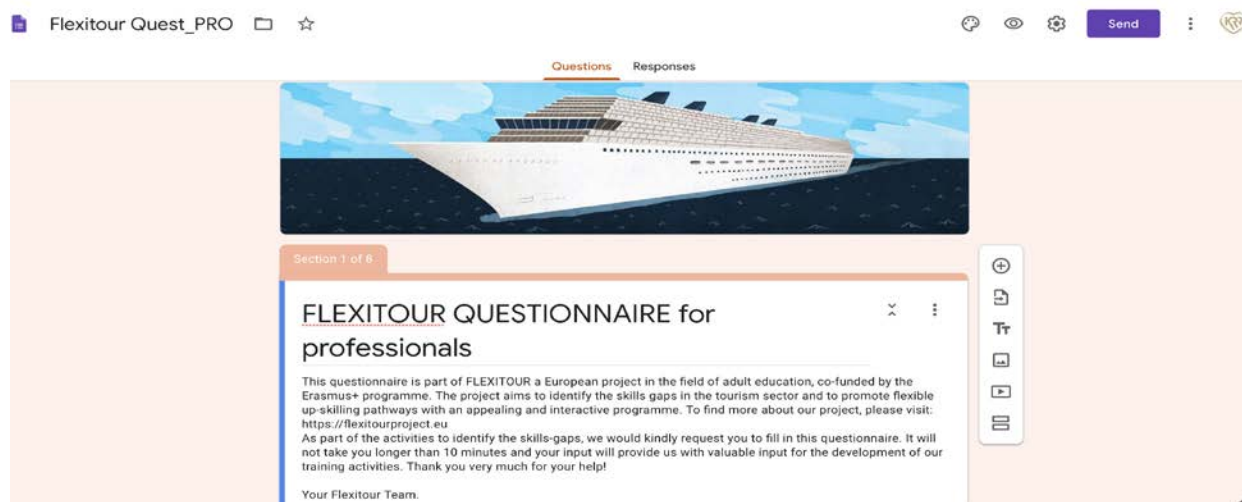 Flexitour Quest_PRO
Send
KRR
Questions Responses
Section 1 of 8
FLEXITOUR QUESTIONNAIRE for
professionals
This questionnaire is part of FLEXITOUR a European project in the field of adult education, co-funded by the
Erasmus+ programme. The project aims to identify the skills gaps in the tourism sector and to promote flexible
up-skilling pathways with an appealing and interactive programme. To find more about our project, please visit:
https://flexitourproject.eu
As part of the activities to identify the skills-gaps, we would kindly request you to fill in this questionnaire. It will
not take you longer than 10 minutes and your input will provide us with valuable input for the development of our
training activities. Thank you very much for your help!
Your Flexitour Team.
Tт